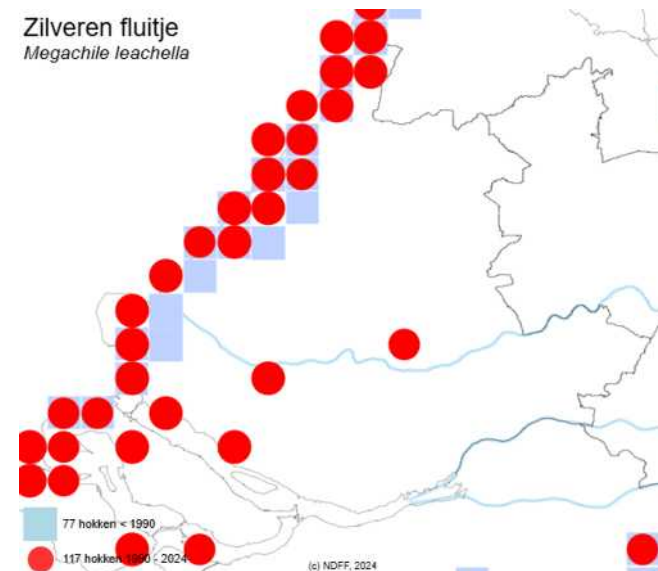 Zilveren fluitje
Megachile leachella
77 hokken < 1990
117 hokken 1990 - 2024
(c) NDFF, 2024